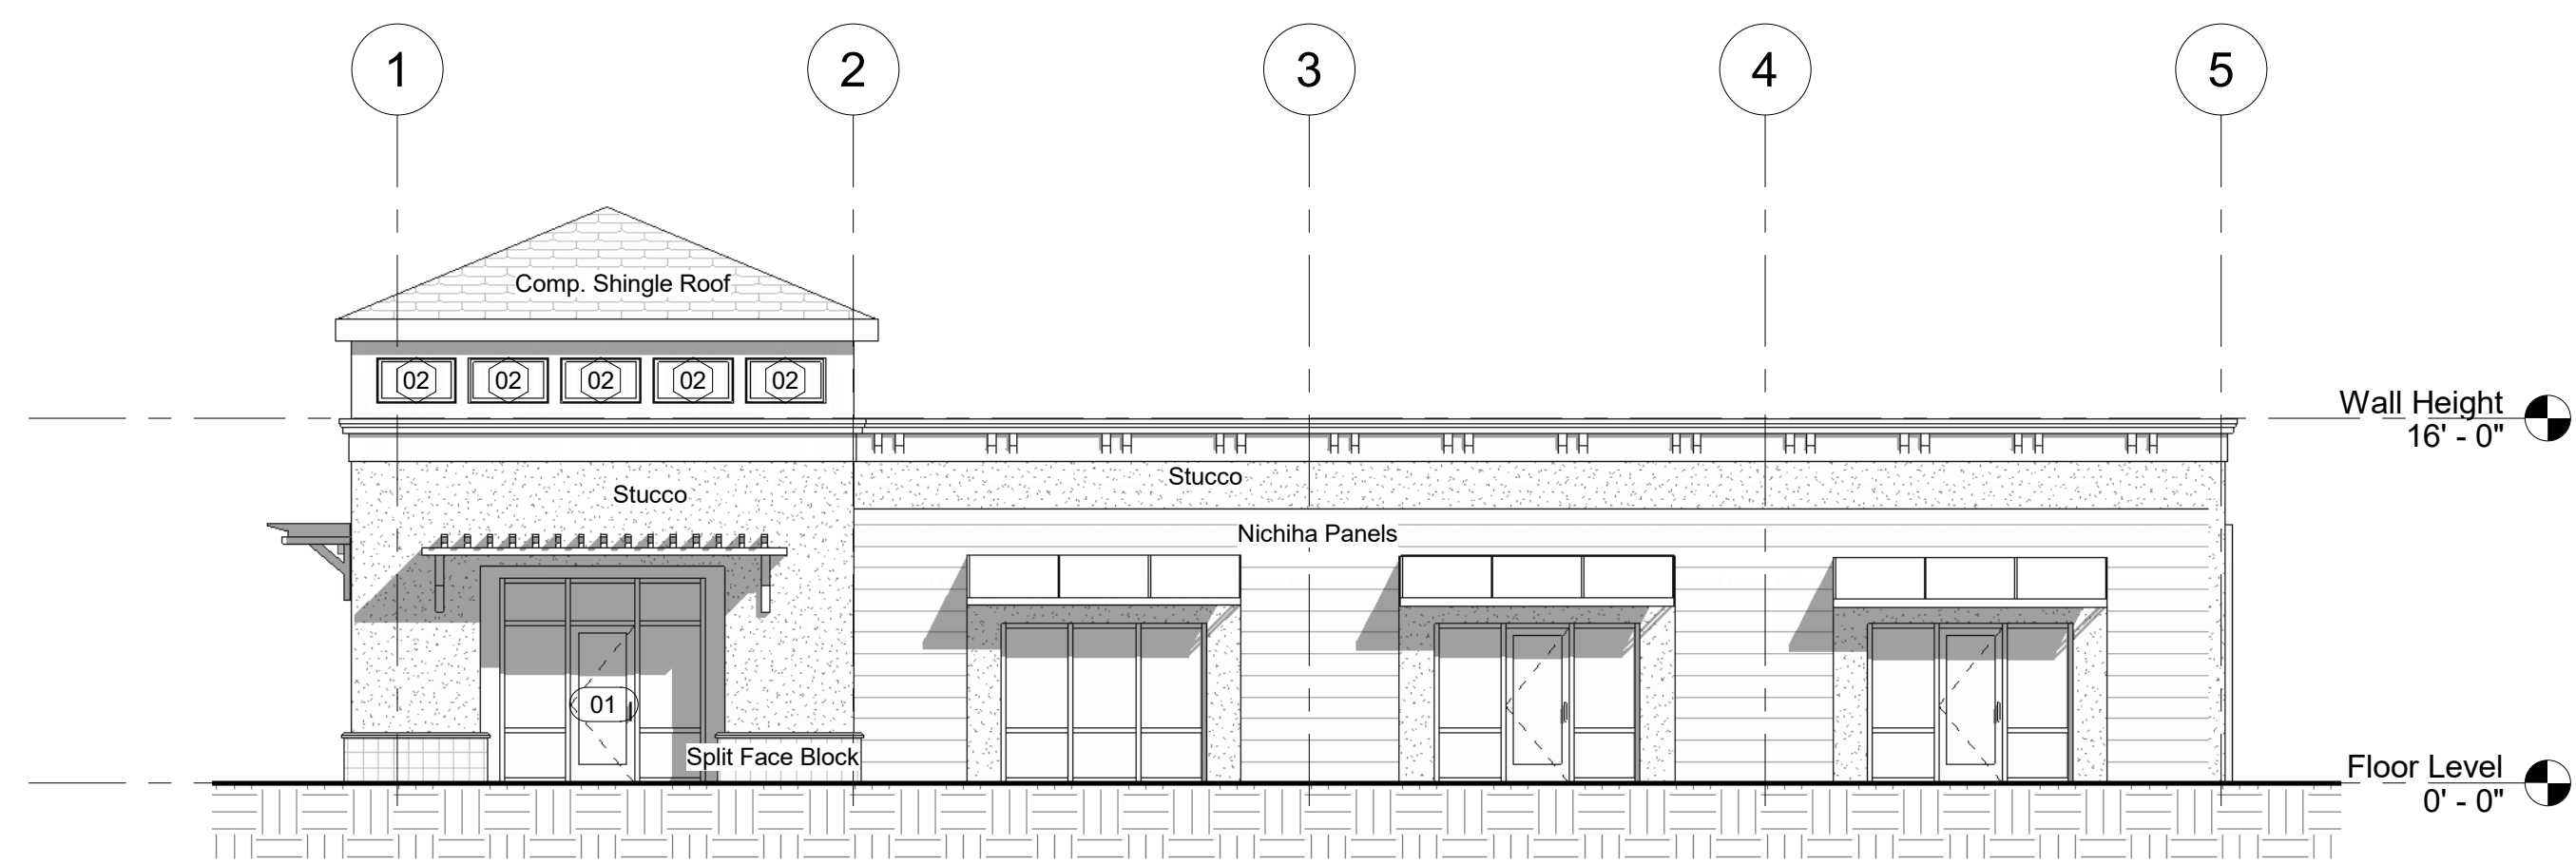 1
2
3
4
5
Comp. Shingle Roof
02
02
02
02
02
Wall Height
16' - 0"
Stucco
Stucco
Nichiha Panels
01
Split Face Block
Floor Level
0' - 0"